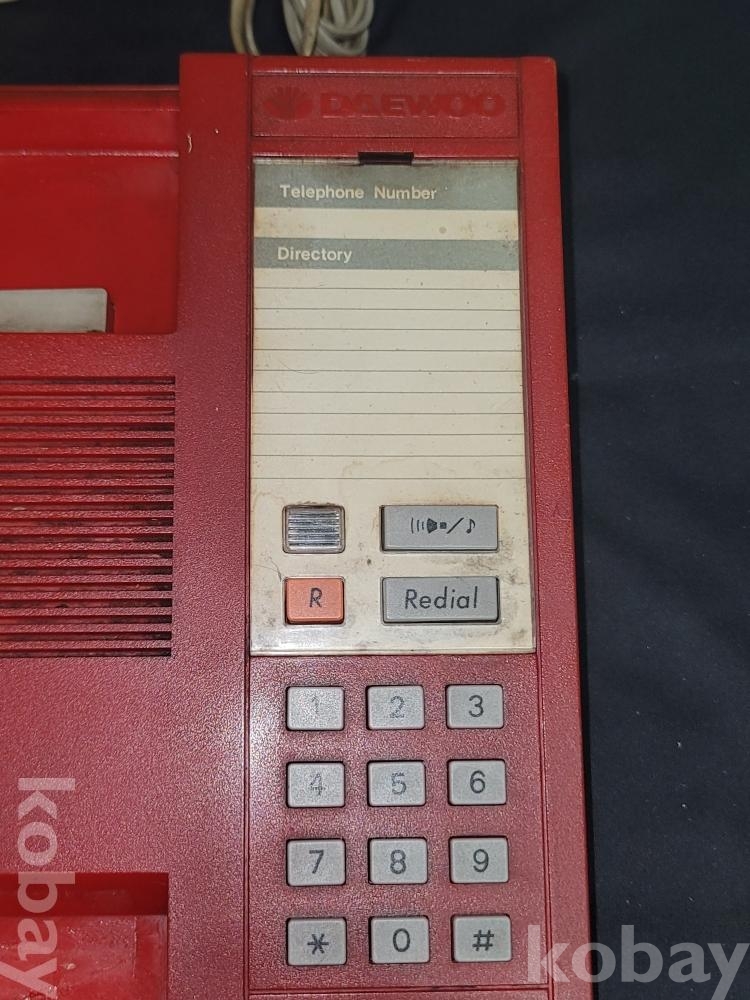 DAEWOO
Telephone Number
Directory
R
Redial
1 2 3
4 5 6
7 8 9
* 0 #
kobay
kobay